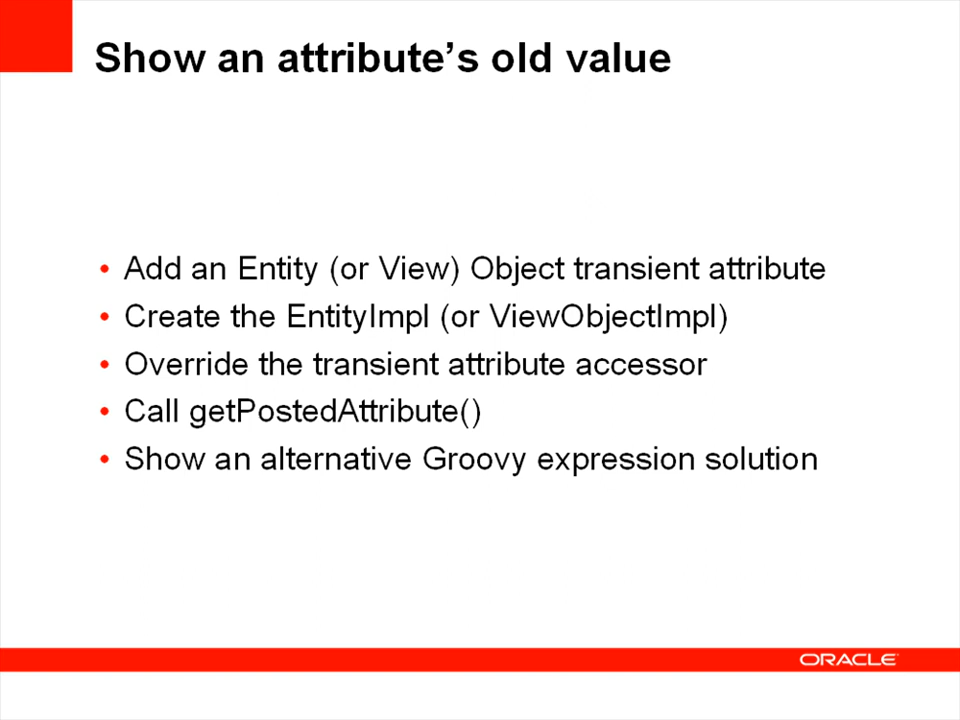 Show an attribute’s old value
• Add an Entity (or View) Object transient attribute
• Create the EntityImpl (or ViewObjectImpl)
• Override the transient attribute accessor
• Call getPostedAttribute()
• Show an alternative Groovy expression solution
ORACLE